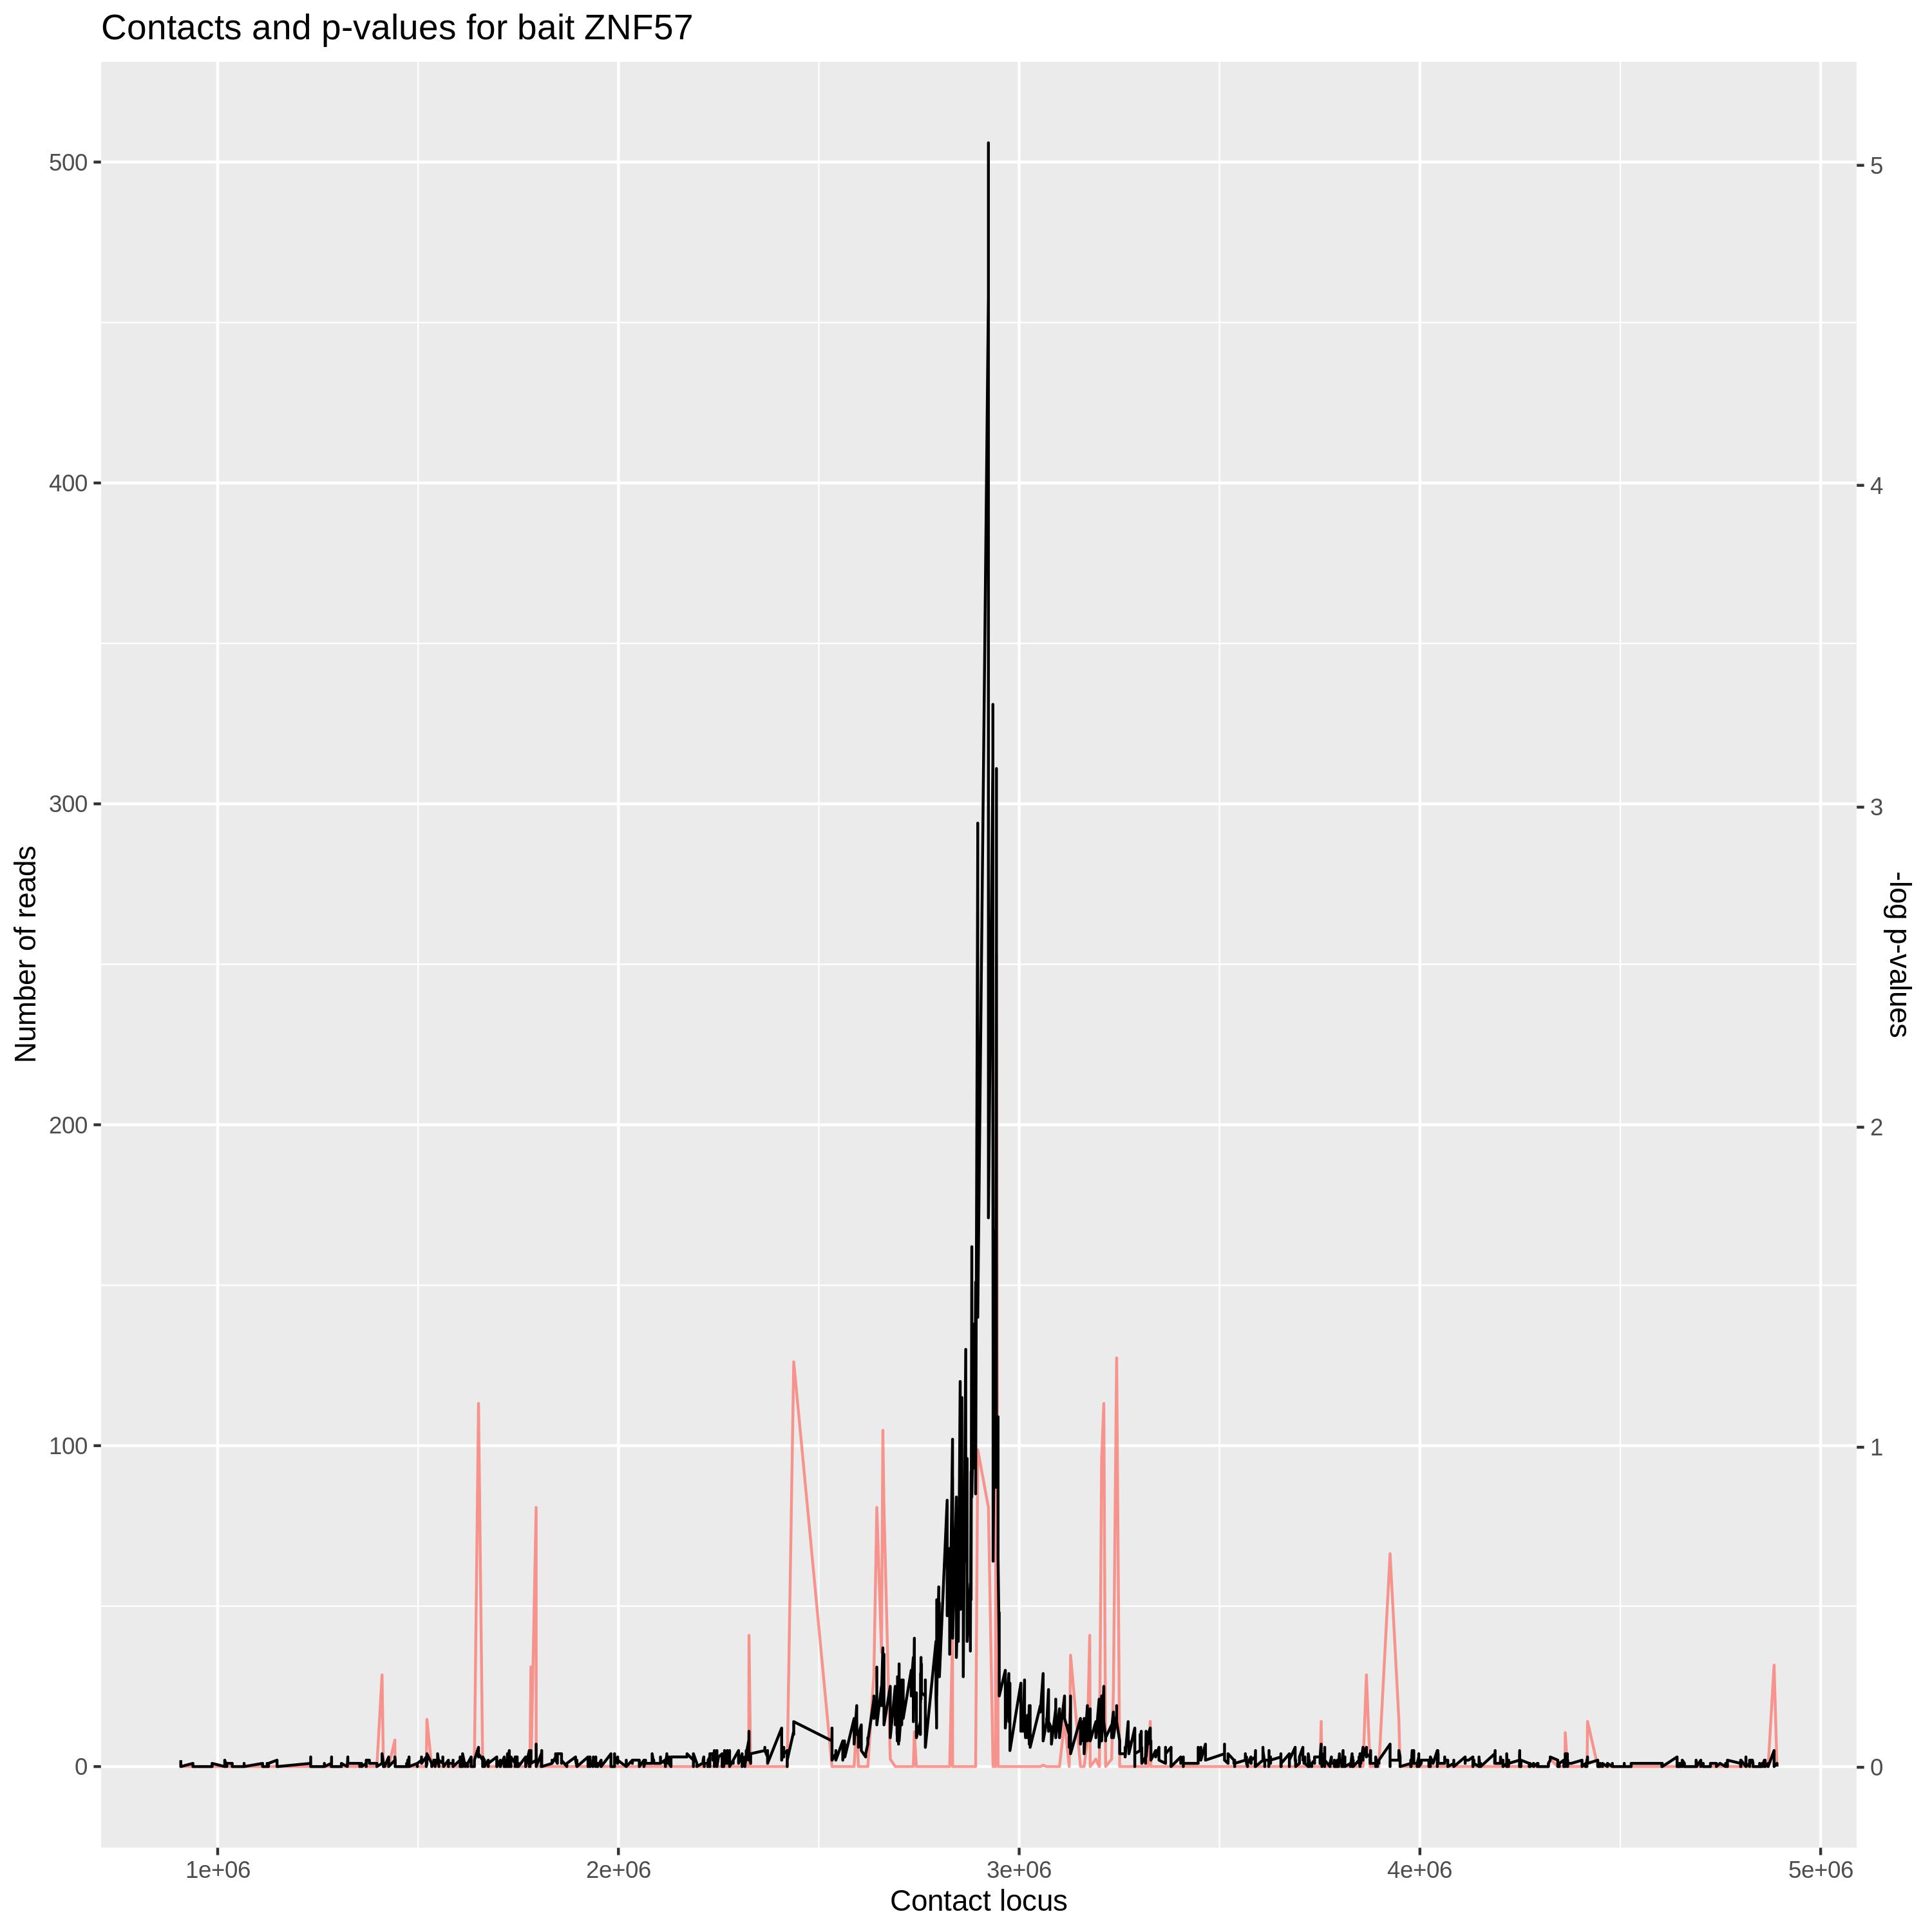 Contacts and p-values for bait ZNF57
500
400
300
200
100
0
Number of reads
5
4
3
2
1
0
-log p-values
1e+06 2e+06 3e+06 4e+06 5e+06
Contact locus